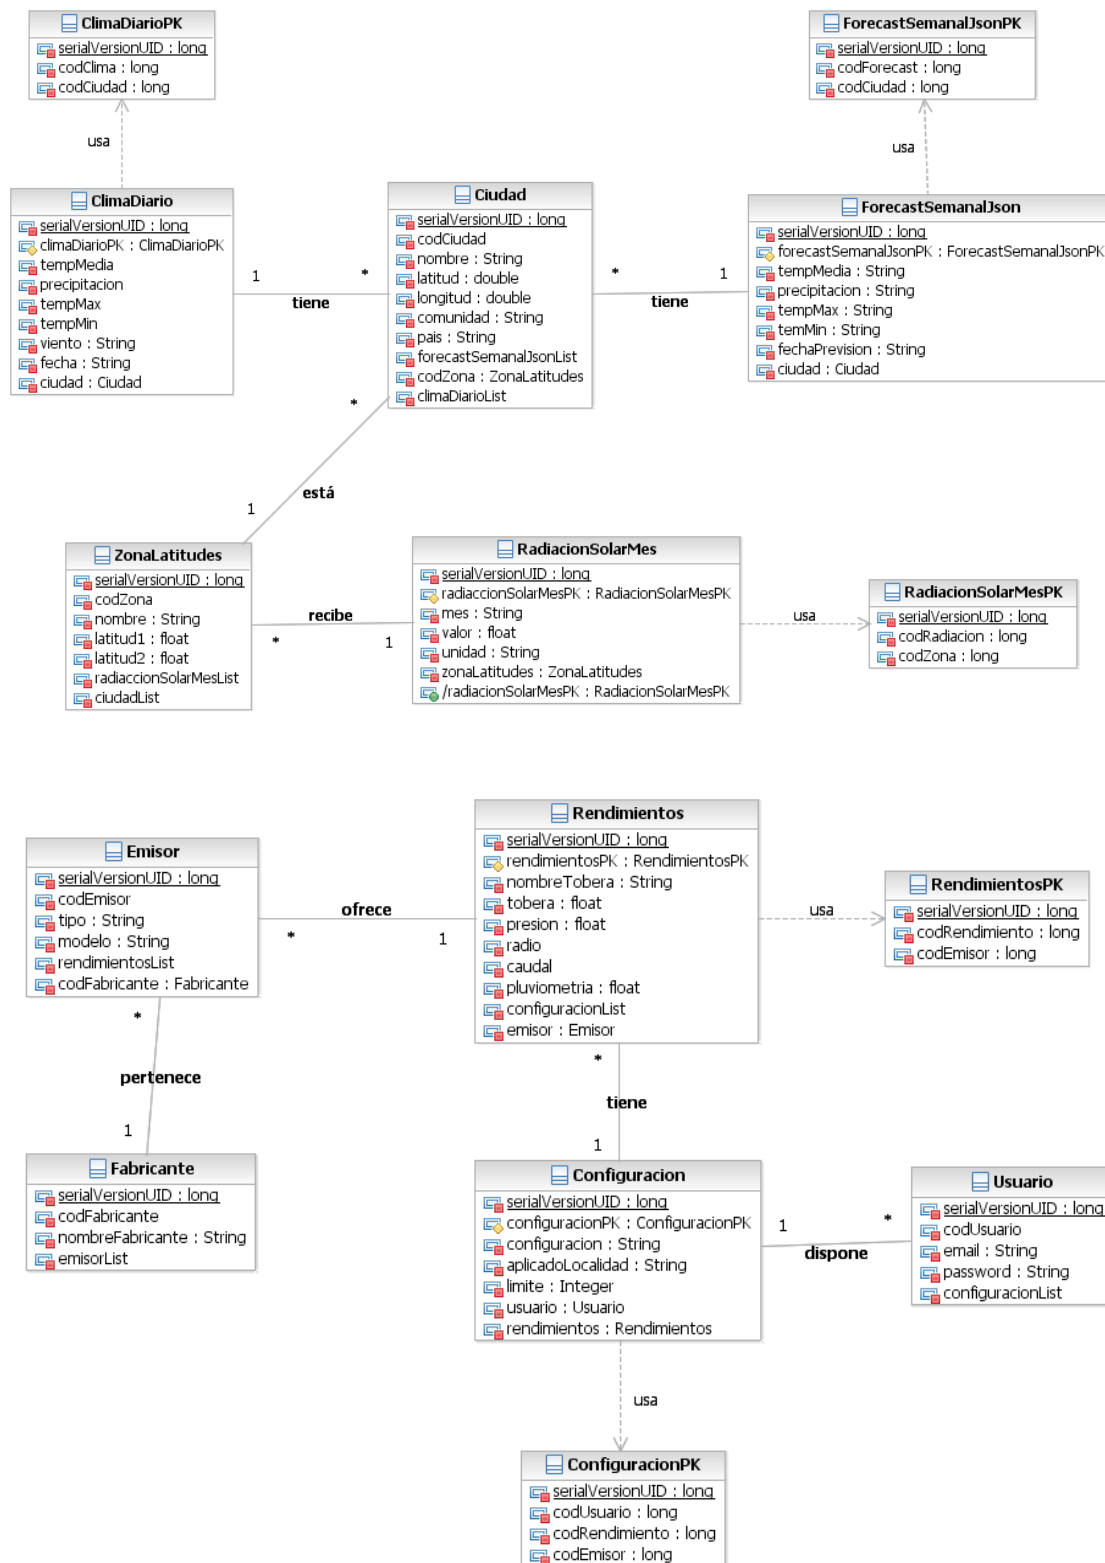 ClimaDiarioPK
serialVersionUID : long
codClima : long
codCiudad : long
ForecastSemanalJsonPK
serialVersionUID : long
codForecast : long
codCiudad : long
usa
usa
ClimaDiario
serialVersionUID : long
climaDiarioPK : ClimaDiarioPK
tempMedia
precipitacion
tempMax
tempMin
viento : String
fecha : String
ciudad : Ciudad
1
*
tiene
Ciudad
serialVersionUID : long
codCiudad
nombre : String
latitud : double
longitud : double
comunidad : String
pais : String
forecastSemanalJsonList
codZona : ZonaLatitudes
climaDiarioList
*
1
tiene
ForecastSemanalJson
serialVersionUID : long
forecastSemanalJsonPK : ForecastSemanalJsonPK
tempMedia : String
precipitacion : String
tempMax : String
temMin : String
fechaPrevision : String
ciudad : Ciudad
*
está
1
ZonaLatitudes
serialVersionUID : long
codZona
nombre : String
latitud1 : float
latitud2 : float
radiaccionSolarMesList
ciudadList
recibe
*
1
RadiacionSolarMes
serialVersionUID : long
radiaccionSolarMesPK : RadiacionSolarMesPK
mes : String
valor : float
unidad : String
zonaLatitudes : ZonaLatitudes
/radiacionSolarMesPK : RadiacionSolarMesPK
usa
RadiacionSolarMesPK
serialVersionUID : long
codRadiacion : long
codZona : long
Emisor
serialVersionUID : long
codEmisor
tipo : String
modelo : String
rendimientosList
codFabricante : Fabricante
ofrece
*
1
Rendimientos
serialVersionUID : long
rendimientosPK : RendimientosPK
nombreTobera : String
tobera : float
presion : float
radio
caudal
pluviometria : float
configuracionList
emisor : Emisor
usa
RendimientosPK
serialVersionUID : long
codRendimiento : long
codEmisor : long
*
pertenece
1
*
tiene
1
Fabricante
serialVersionUID : long
codFabricante
nombreFabricante : String
emisorList
Configuracion
serialVersionUID : long
configuracionPK : ConfiguracionPK
configuracion : String
aplicadoLocalidad : String
limite : Integer
usuario : Usuario
rendimientos : Rendimientos
1
*
dispone
Usuario
serialVersionUID : long
codUsuario
email : String
password : String
configuracionList
usa
ConfiguracionPK
serialVersionUID : long
codUsuario : long
codRendimiento : long
codEmisor : long